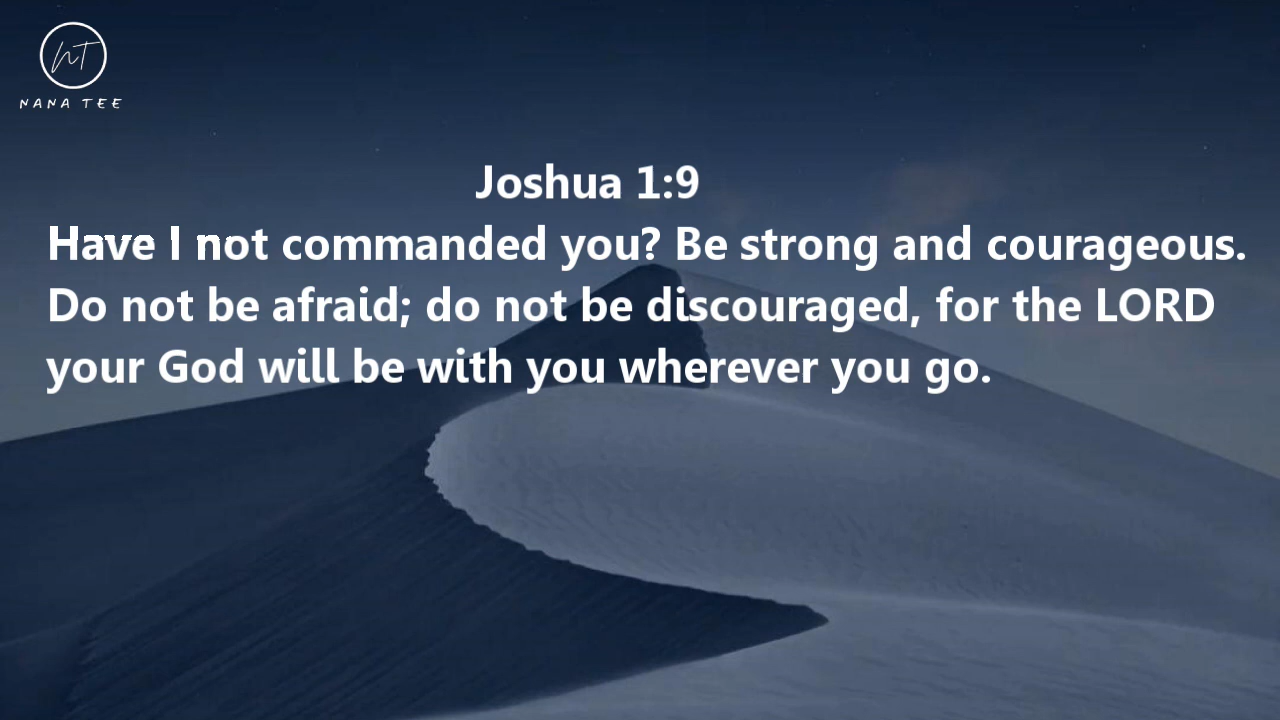 NANA TEE
Joshua 1:9
Have I not commanded you? Be strong and courageous.
Do not be afraid; do not be discouraged, for the LORD
your God will be with you wherever you go.